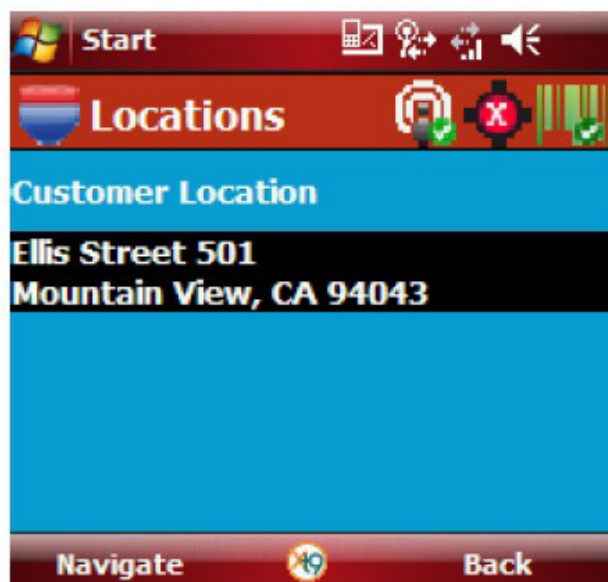 Start
Locations
Customer Location
Ellis Street 501
Mountain View, CA 94043
Navigate
Back